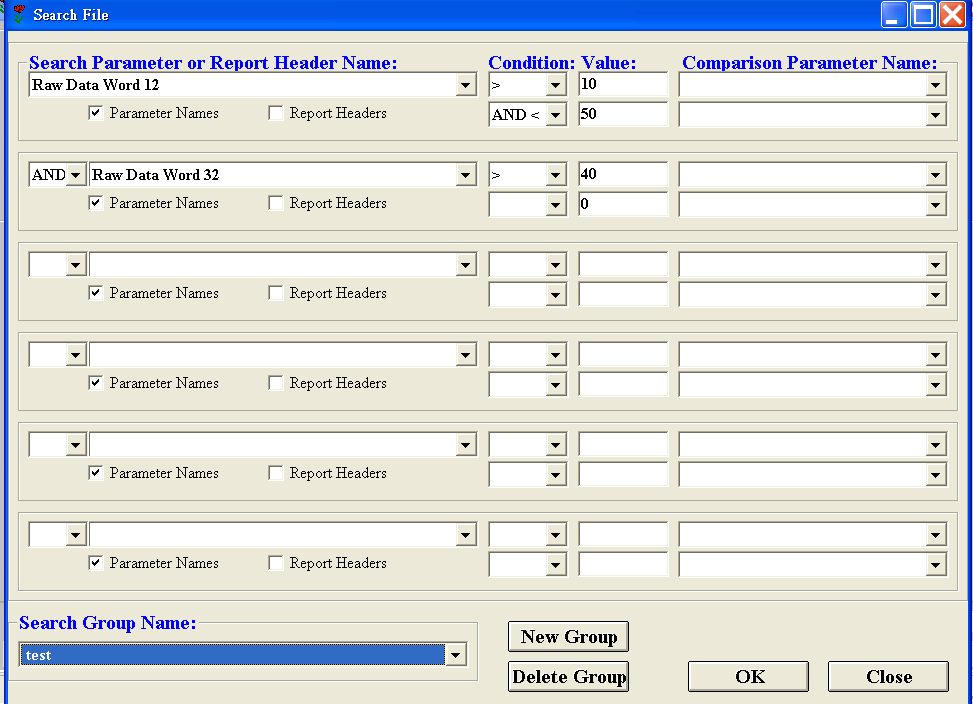 Search File
Search Parameter or Report Header Name: Condition: Value: Comparison Parameter Name:
Raw Data Word 12 > 10
Parameter Names Report Headers AND < 50
AND Raw Data Word 32 > 40
Parameter Names Report Headers 0
Parameter Names Report Headers
Parameter Names Report Headers
Parameter Names Report Headers
Parameter Names Report Headers
Search Group Name:
test
New Group
Delete Group OK Close